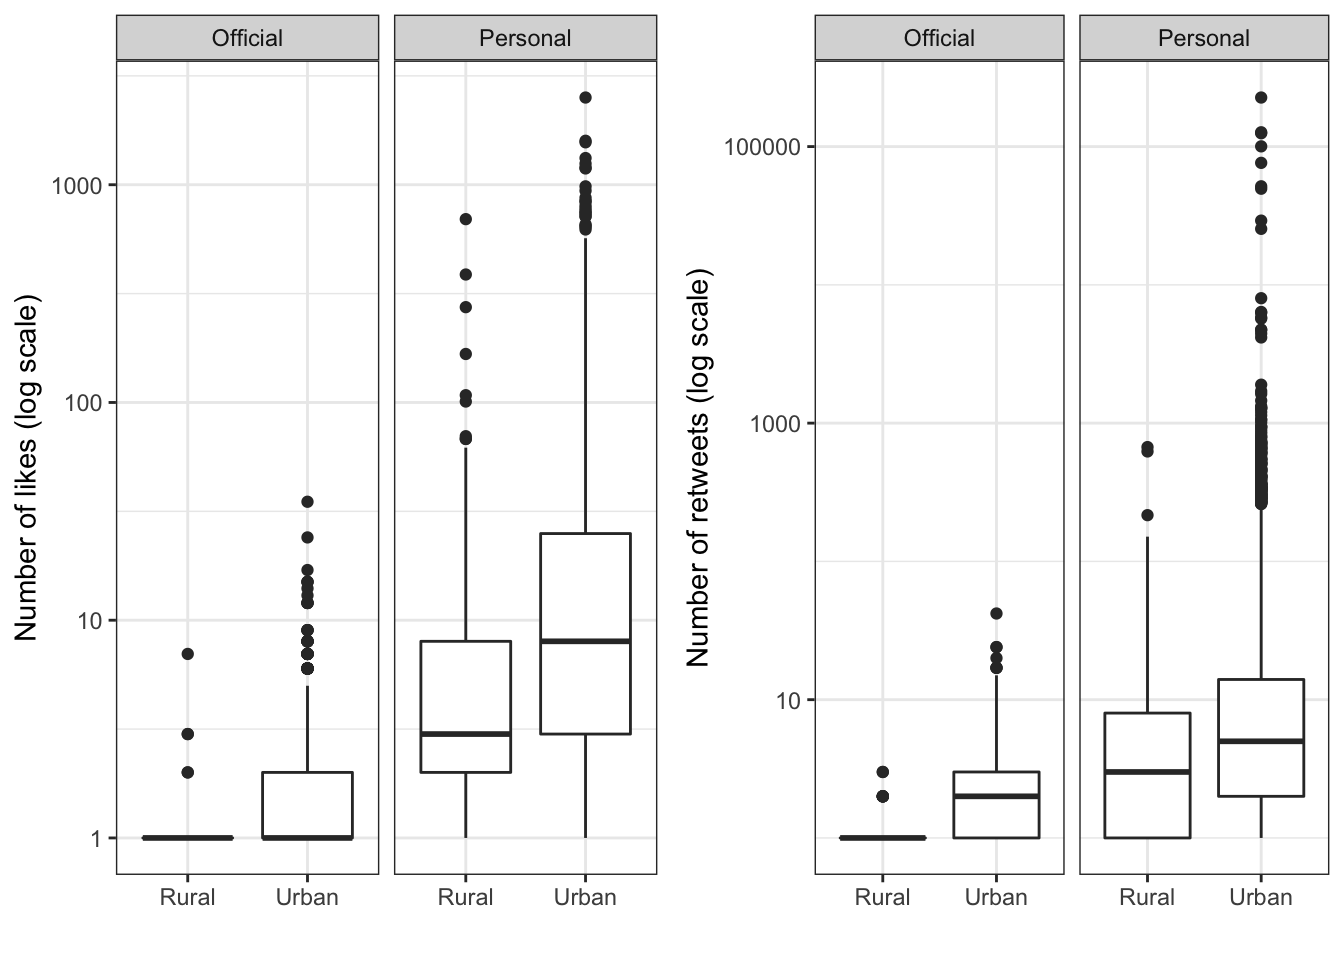 Official
Personal
Number of likes (log scale)
1000
100
10
1
Rural
Urban
Rural
Urban
Official
Personal
Number of retweets (log scale)
100000
1000
10
Rural
Urban
Rural
Urban